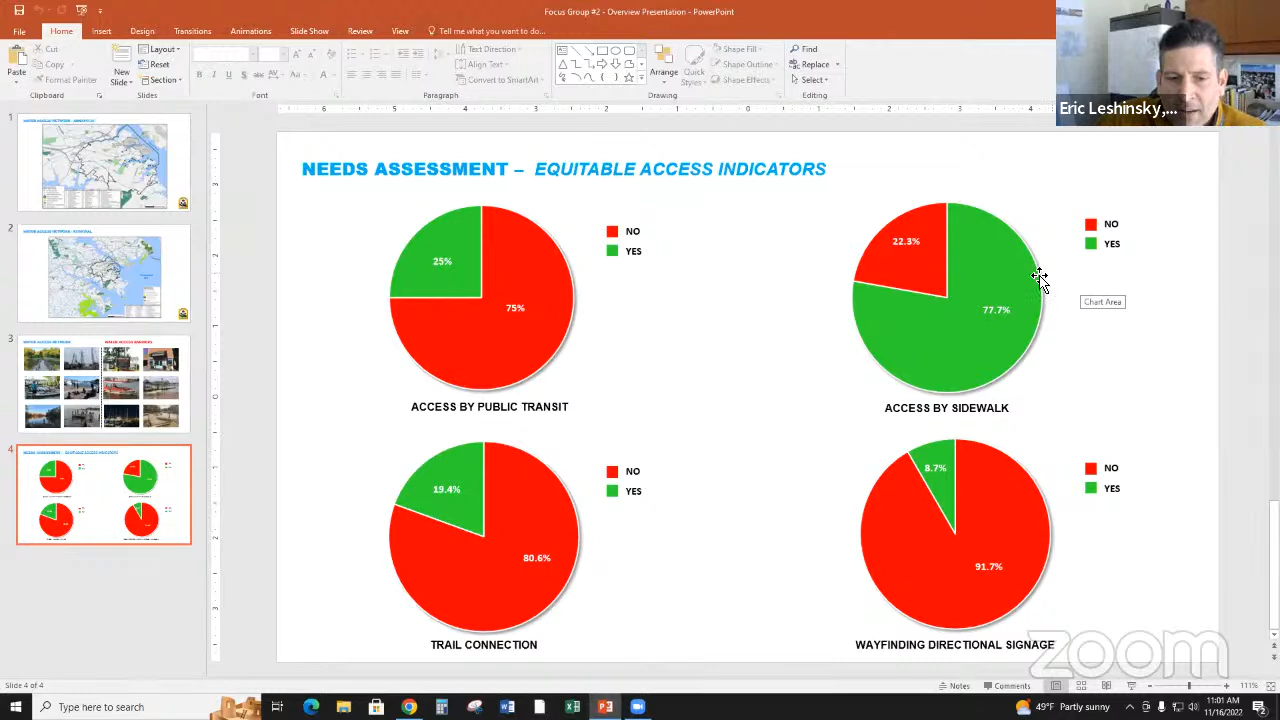 Focus Group #2 - Overview Presentation - PowerPoint
File
Home
Insert
Design
Transitions
Animations
Slide Show
Review
View
Tell me what you want to do...
Cut
Copy
Format Painter
Paste
Clipboard
New
Slide
Layout
Reset
Section
Slides
Font
Paragraph
Text Direction
Align Text
Convert to SmartArt
Arrange
Quick
Styles
Shape Fill
Shape Outline
Shape Effects
Drawing
Find
Replace
Select
Editing
Eric Leshinsky,...
NEEDS ASSESSMENT – EQUITABLE ACCESS INDICATORS
NO
YES
25%
75%
ACCESS BY PUBLIC TRANSIT
NO
YES
22.3%
77.7%
Chart Area
ACCESS BY SIDEWALK
NO
YES
19.4%
80.6%
TRAIL CONNECTION
NO
YES
8.7%
91.7%
WAYFINDING DIRECTIONAL SIGNAGE
zoom
Slide 4 of 4
Notes
Comments
111%
Type here to search
49°F Partly sunny
11:01 AM
11/16/2022